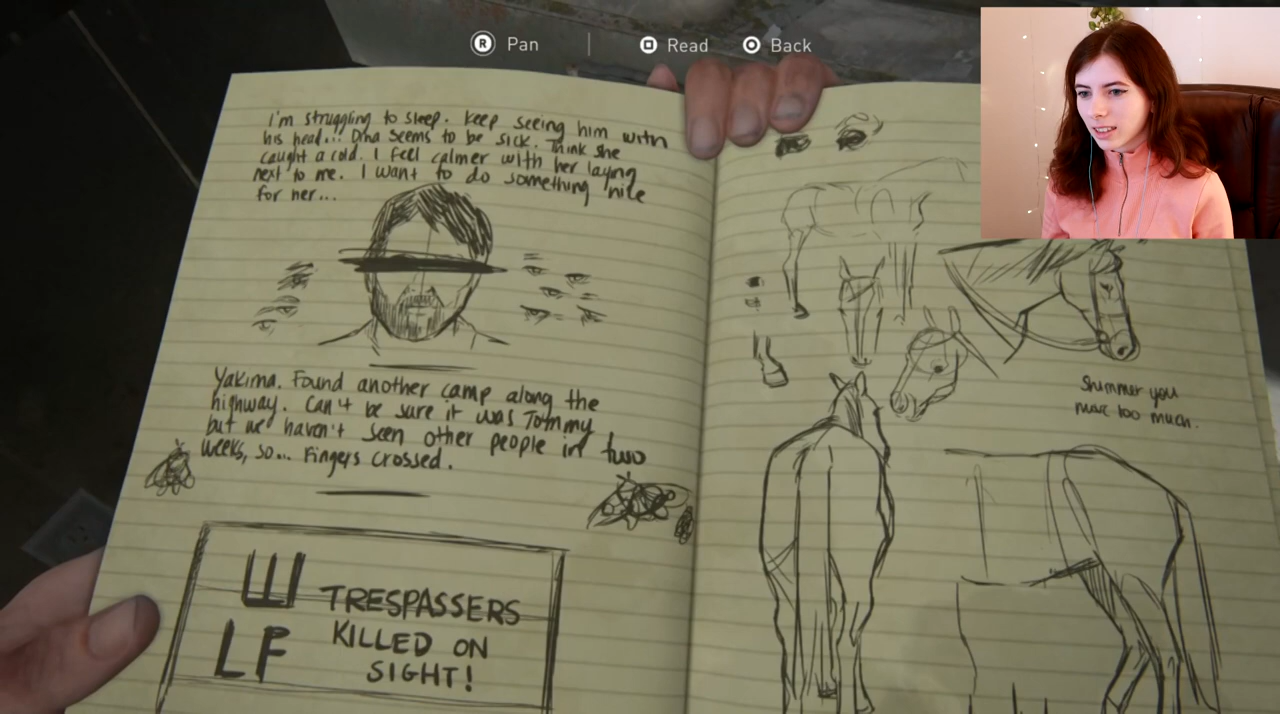 Pan
Read
Back
I'm struggling to sleep. Keep seeing him with
his head... Dina seems to be sick. Think she
caught a cold. I feel calmer with her laying
next to me. I want to do something nice
for her...
Yakima. Found another camp along the
highway. Can't be sure it was Tommy
but we haven't seen other people in two
weeks, so... Fingers crossed.
W
LF
TRESPASSERS
KILLED ON
SIGHT!
Shimmer you
move too much.